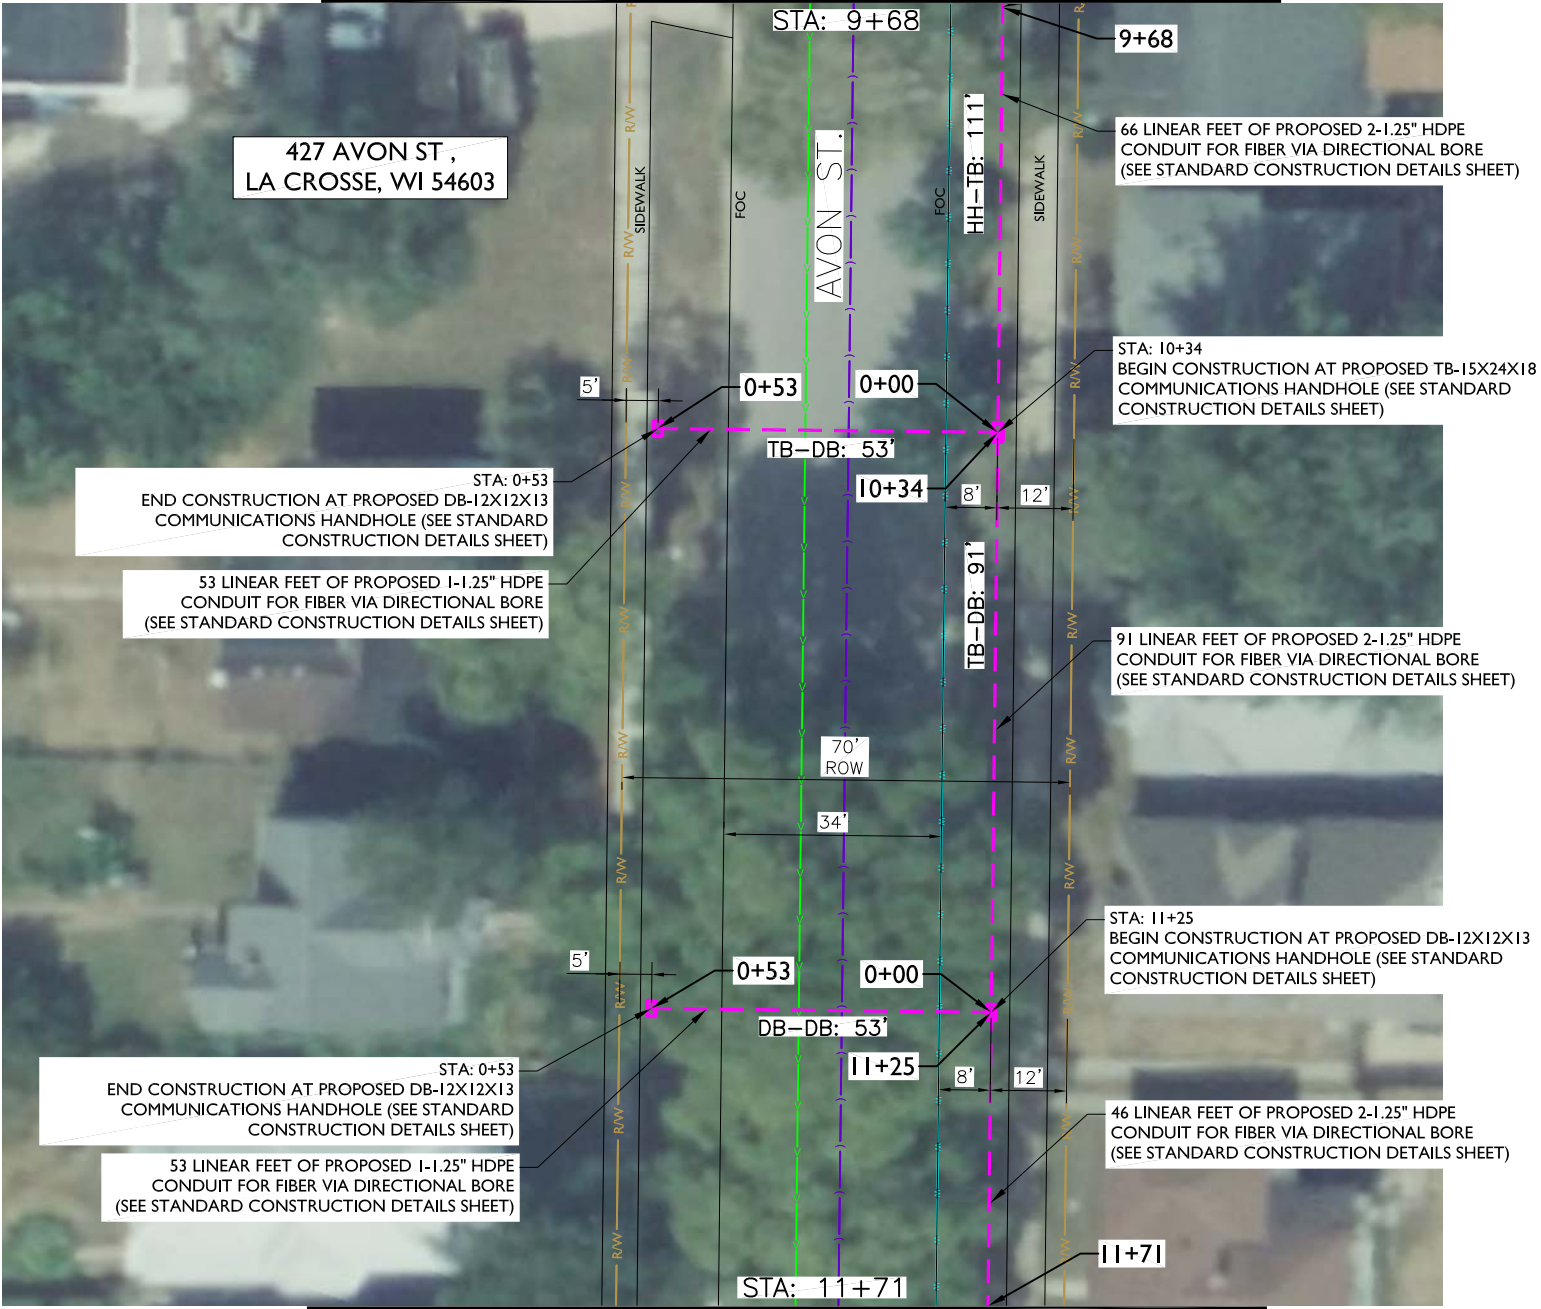 STA: 9+68
9+68
66 LINEAR FEET OF PROPOSED 2-1.25" HDPE
CONDUIT FOR FIBER VIA DIRECTIONAL BORE
(SEE STANDARD CONSTRUCTION DETAILS SHEET)
427 AVON ST ,
LA CROSSE, WI 54603
R/W
R/W
R/W
R/W
SIDEWALK
FOC
AVON ST.
FOC
HH-TB: 111'
SIDEWALK
R/W
R/W
R/W
STA: 10+34
BEGIN CONSTRUCTION AT PROPOSED TB-15X24X18
COMMUNICATIONS HANDHOLE (SEE STANDARD
CONSTRUCTION DETAILS SHEET)
5'
0+53
0+00
TB-DB: 53'
10+34
8'
12'
STA: 0+53
END CONSTRUCTION AT PROPOSED DB-12X12X13
COMMUNICATIONS HANDHOLE (SEE STANDARD
CONSTRUCTION DETAILS SHEET)
53 LINEAR FEET OF PROPOSED 1-1.25" HDPE
CONDUIT FOR FIBER VIA DIRECTIONAL BORE
(SEE STANDARD CONSTRUCTION DETAILS SHEET)
R/W
R/W
TB-DB: 91'
R/W
R/W
91 LINEAR FEET OF PROPOSED 2-1.25" HDPE
CONDUIT FOR FIBER VIA DIRECTIONAL BORE
(SEE STANDARD CONSTRUCTION DETAILS SHEET)
R/W
70'
ROW
R/W
34'
R/W
R/W
STA: 11+25
BEGIN CONSTRUCTION AT PROPOSED DB-12X12X13
COMMUNICATIONS HANDHOLE (SEE STANDARD
CONSTRUCTION DETAILS SHEET)
5'
0+53
0+00
R/W
R/W
DB-DB: 53'
11+25
8'
12'
STA: 0+53
END CONSTRUCTION AT PROPOSED DB-12X12X13
COMMUNICATIONS HANDHOLE (SEE STANDARD
CONSTRUCTION DETAILS SHEET)
R/W
R/W
46 LINEAR FEET OF PROPOSED 2-1.25" HDPE
CONDUIT FOR FIBER VIA DIRECTIONAL BORE
(SEE STANDARD CONSTRUCTION DETAILS SHEET)
53 LINEAR FEET OF PROPOSED 1-1.25" HDPE
CONDUIT FOR FIBER VIA DIRECTIONAL BORE
(SEE STANDARD CONSTRUCTION DETAILS SHEET)
R/W
R/W
11+71
STA: 11+71